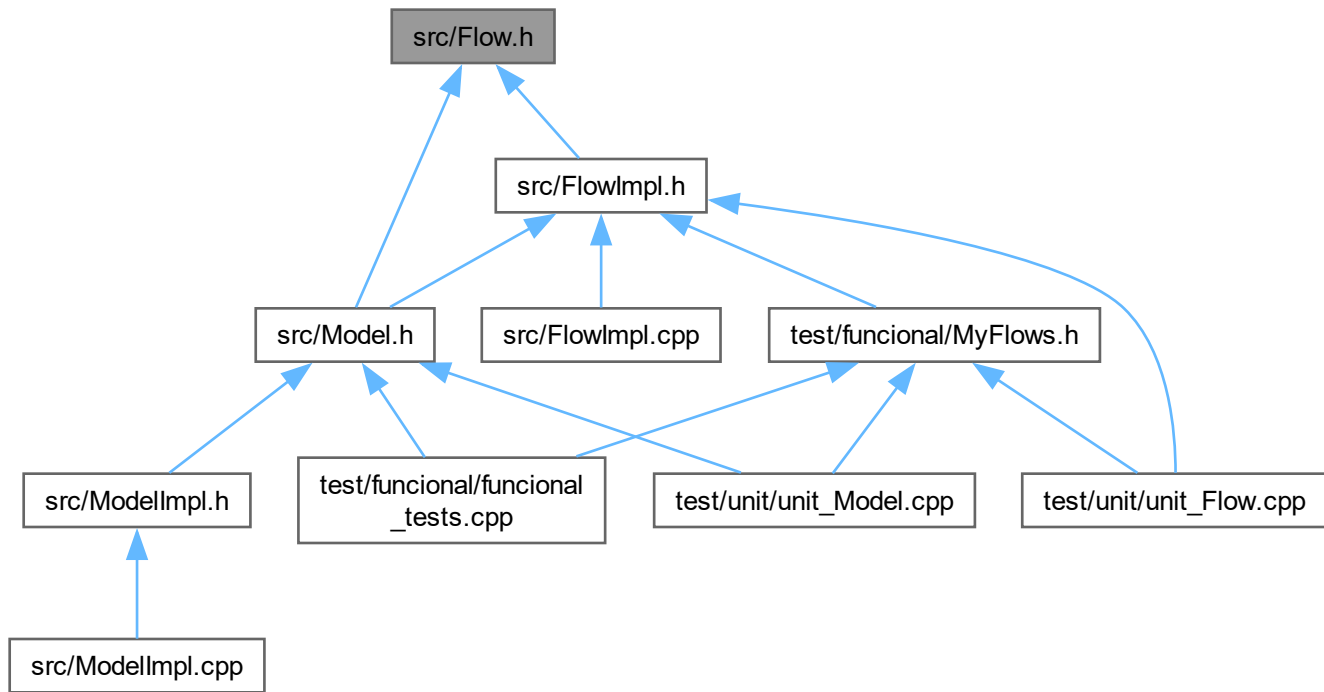 src/Flow.h
src/FlowImpl.h
src/Model.h
src/FlowImpl.cpp
test/funcional/MyFlows.h
src/ModelImpl.h
test/funcional/funcional
_tests.cpp
test/unit/unit_Model.cpp
test/unit/unit_Flow.cpp
src/ModelImpl.cpp